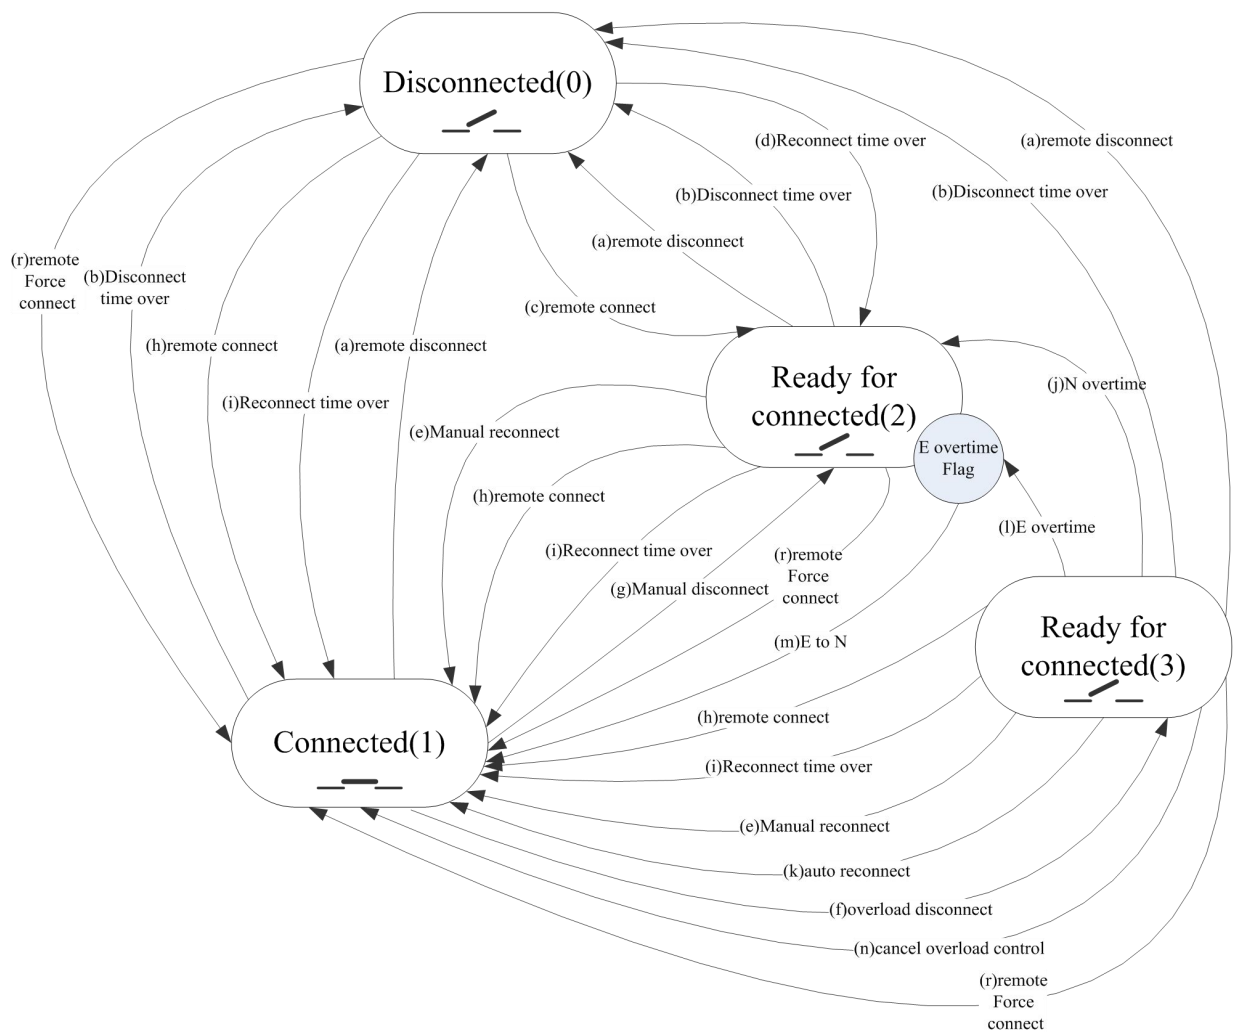 Disconnected(0)
(d)Reconnect time over
(a)remote disconnect
(b)Disconnect time over
(b)Disconnect time over
(a)remote disconnect
(r)remote
Force
connect
(b)Disconnect
time over
(c)remote connect
(h)remote connect
(a)remote disconnect
(i)Reconnect time over
Ready for
connected(2)
(j)N overtime
(e)Manual reconnect
E overtime
Flag
(h)remote connect
(l)E overtime
(i)Reconnect time over
(g)Manual disconnect
(r)remote
Force
connect
(m)E to N
Ready for
connected(3)
(h)remote connect
Connected(1)
(i)Reconnect time over
(e)Manual reconnect
(k)auto reconnect
(f)overload disconnect
(n)cancel overload control
(r)remote
Force
connect